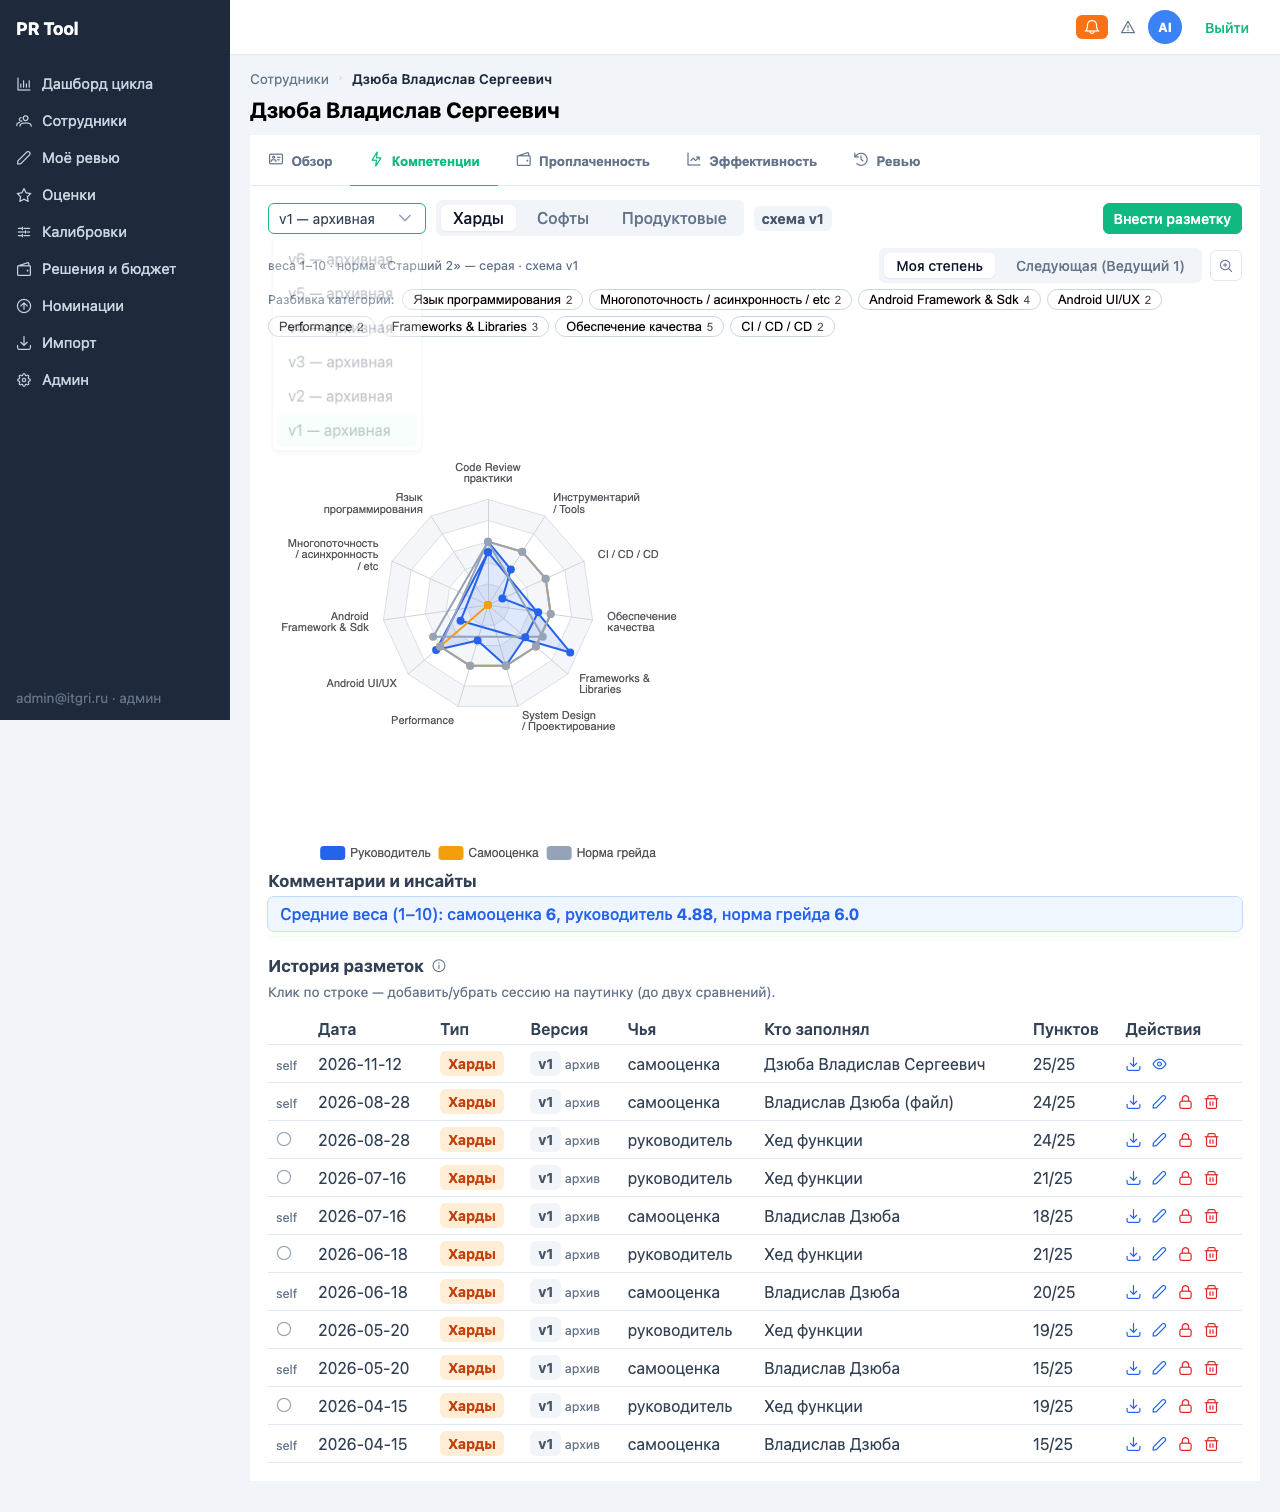 PR Tool
Дашборд цикла
Сотрудники
Моё ревью
Оценки
Калибровки
Решения и бюджет
Номинации
Импорт
Админ
admin@itgri.ru · админ
AI
Выйти
Сотрудники
Дзюба Владислав Сергеевич
Дзюба Владислав Сергеевич
Обзор
Компетенции
Проплаченность
Эффективность
Ревью
v1 — архивная
Харды
Софты
Продуктовые
схема v1
Внести разметку
v6 — архивная
v5 — архивная
v3 — архивная
v2 — архивная
v1 — архивная
веса 1–10 · норма «Старший 2» — серая · схема v1
Моя степень
Следующая (Ведущий 1)
Разбивка категории:
Язык программирования 2
Многопоточность / асинхронность / etc 2
Android Framework & Sdk 4
Android UI/UX 2
Performance 2
Frameworks & Libraries 3
Обеспечение качества 5
CI / CD / CD 2
Code Review
практики
Инструментарий
/ Tools
CI / CD / CD
Обеспечение
качества
Frameworks &
Libraries
System Design
/ Проектирование
Performance
Android UI/UX
Android
Framework & Sdk
Многопоточность
/ асинхронность
/ etc
Язык
программирования
Руководитель
Самооценка
Норма грейда
Комментарии и инсайты
Средние веса (1–10): самооценка 6, руководитель 4.88, норма грейда 6.0
История разметок
Клик по строке — добавить/убрать сессию на паутинку (до двух сравнений).
Дата Тип Версия Чья Кто заполнял Пунктов Действия
self 2026-11-12 Харды v1 архив самооценка Дзюба Владислав Сергеевич 25/25
self 2026-08-28 Харды v1 архив самооценка Владислав Дзюба (файл) 24/25
2026-08-28 Харды v1 архив руководитель Хед функции 24/25
2026-07-16 Харды v1 архив руководитель Хед функции 21/25
self 2026-07-16 Харды v1 архив самооценка Владислав Дзюба 18/25
2026-06-18 Харды v1 архив руководитель Хед функции 21/25
self 2026-06-18 Харды v1 архив самооценка Владислав Дзюба 20/25
2026-05-20 Харды v1 архив руководитель Хед функции 19/25
self 2026-05-20 Харды v1 архив самооценка Владислав Дзюба 15/25
2026-04-15 Харды v1 архив руководитель Хед функции 19/25
self 2026-04-15 Харды v1 архив самооценка Владислав Дзюба 15/25